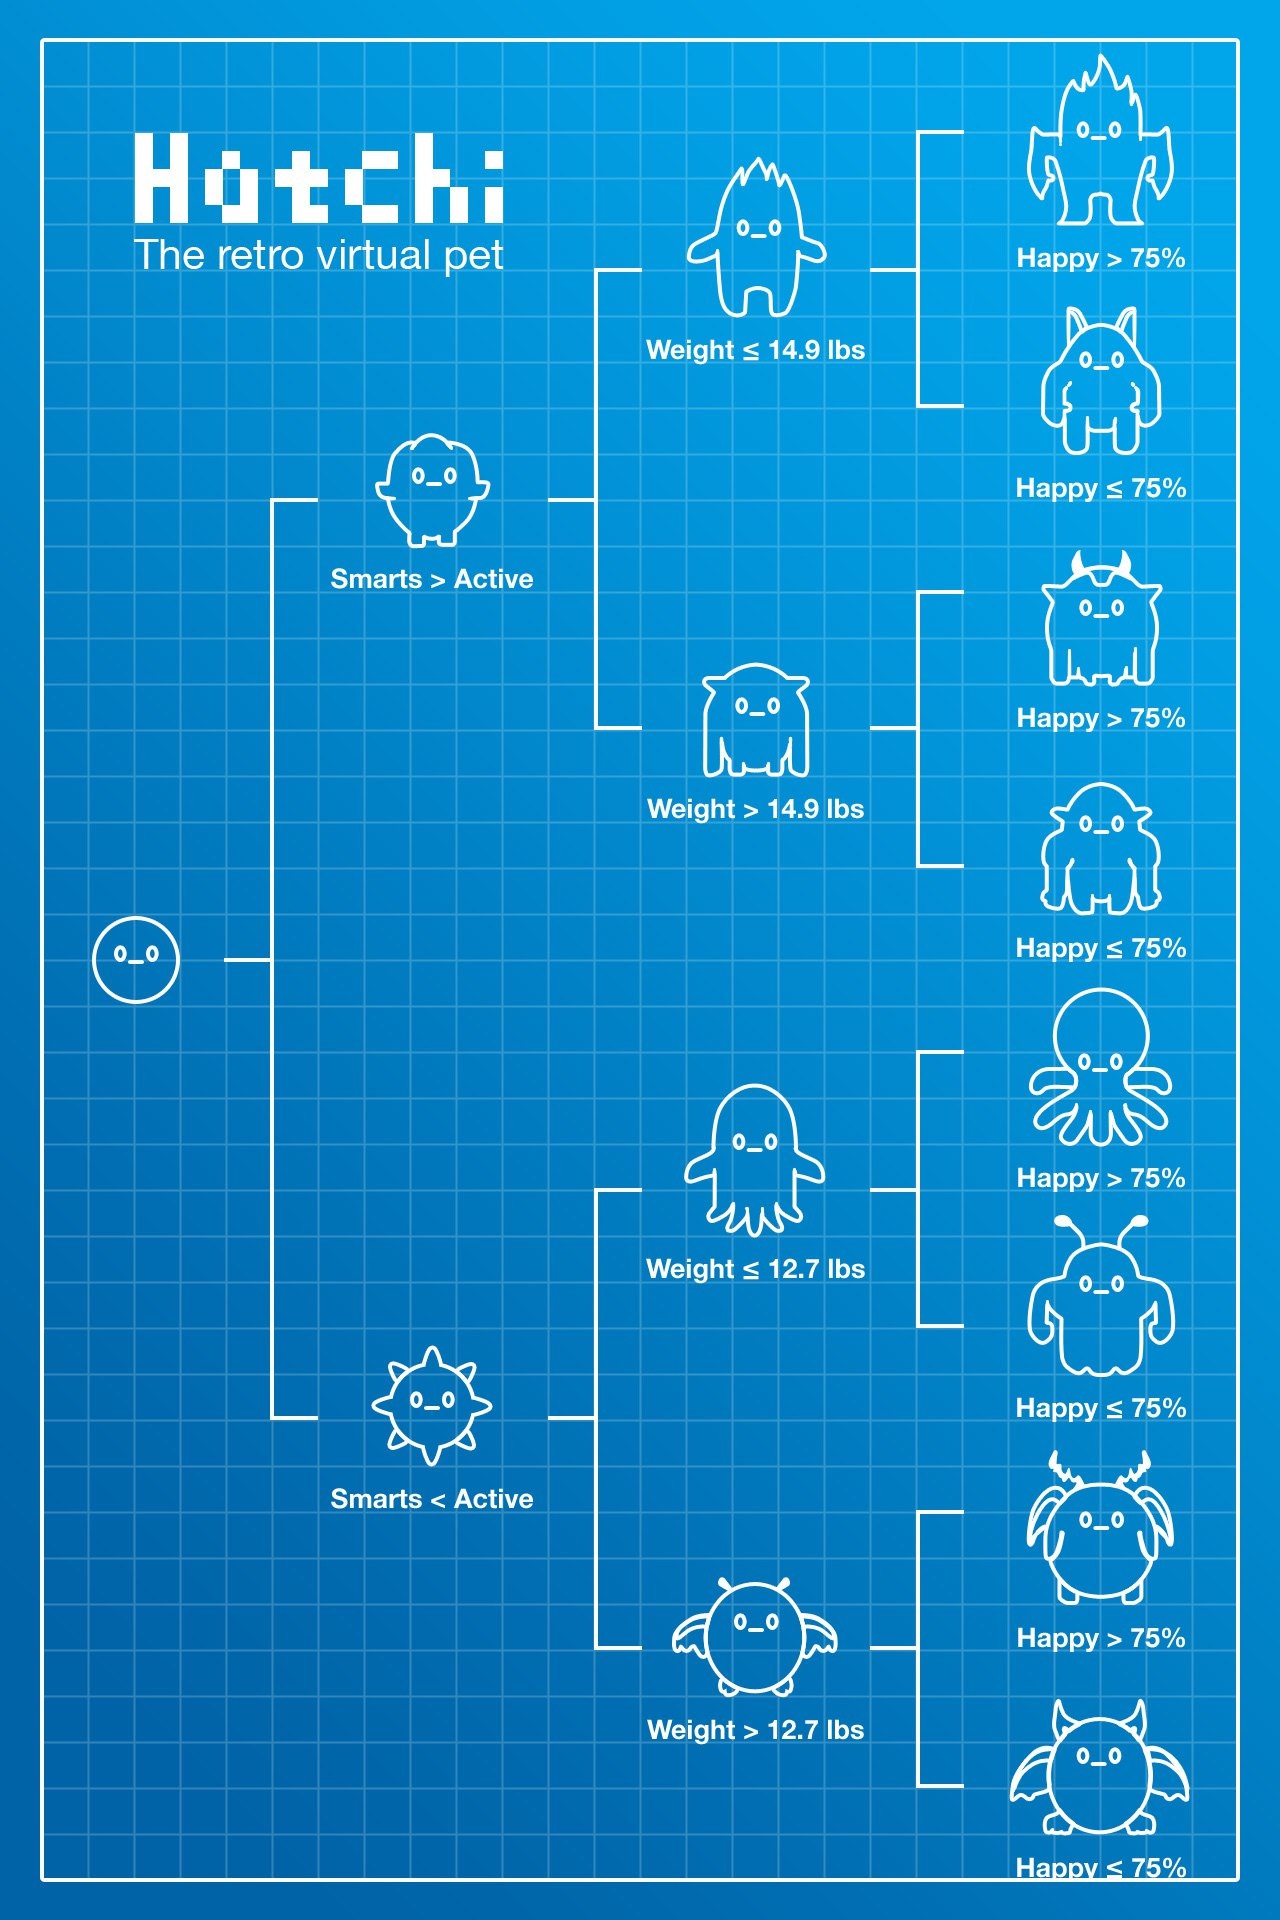 Hatchi
The retro virtual pet
Happy > 75%
Weight ≤ 14.9 lbs
Happy ≤ 75%
Smarts > Active
Happy > 75%
Weight > 14.9 lbs
Happy ≤ 75%
Happy > 75%
Weight ≤ 12.7 lbs
Happy ≤ 75%
Smarts < Active
Happy > 75%
Weight > 12.7 lbs
Happy ≤ 75%